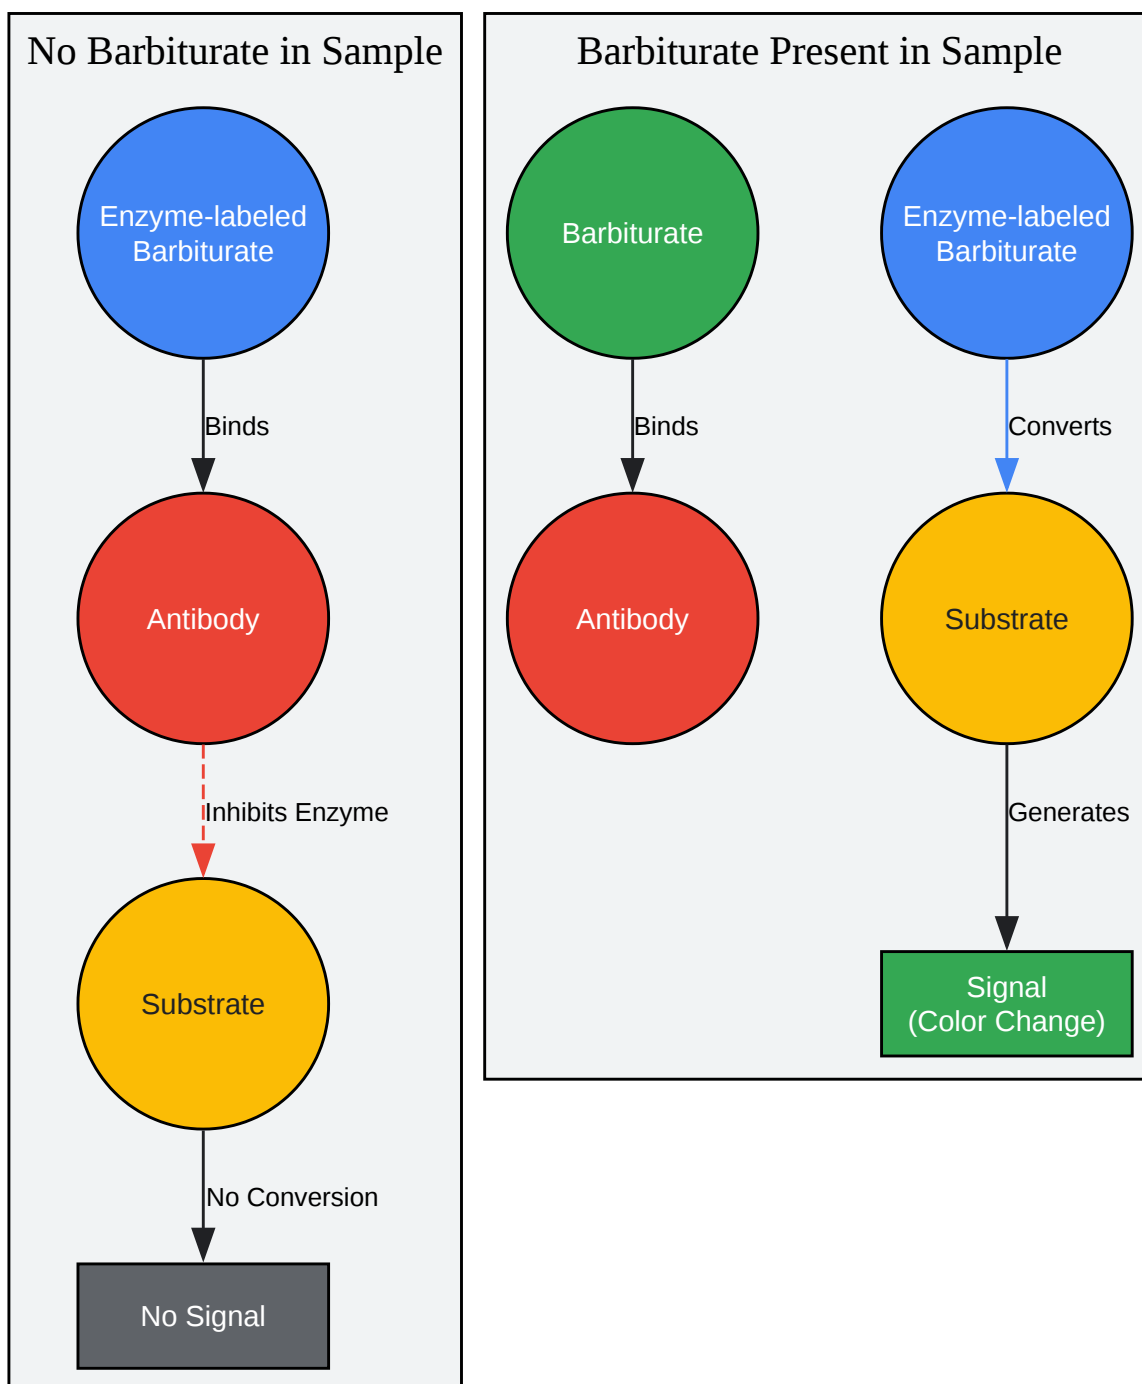 No Barbiturate in Sample
Enzyme-labeled
Barbiturate
Binds
Antibody
Inhibits Enzyme
Substrate
No Conversion
No Signal
Barbiturate Present in Sample
Barbiturate
Binds
Antibody
Enzyme-labeled
Barbiturate
Converts
Substrate
Generates
Signal
(Color Change)